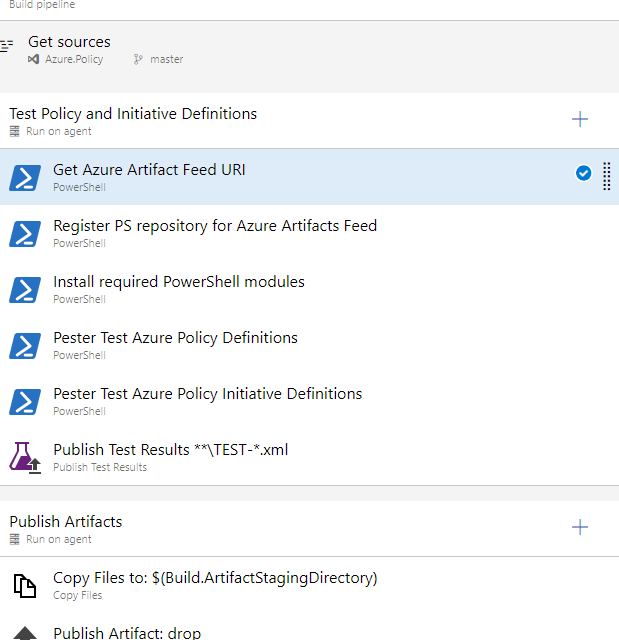 Build pipeline
Get sources
Azure.Policy master
Test Policy and Initiative Definitions
Run on agent
Get Azure Artifact Feed URI
PowerShell
Register PS repository for Azure Artifacts Feed
PowerShell
Install required PowerShell modules
PowerShell
Pester Test Azure Policy Definitions
PowerShell
Pester Test Azure Policy Initiative Definitions
PowerShell
Publish Test Results **\TEST-*.xml
Publish Test Results
Publish Artifacts
Run on agent
Copy Files to: $(Build.ArtifactStagingDirectory)
Copy Files
Publish Artifact: drop